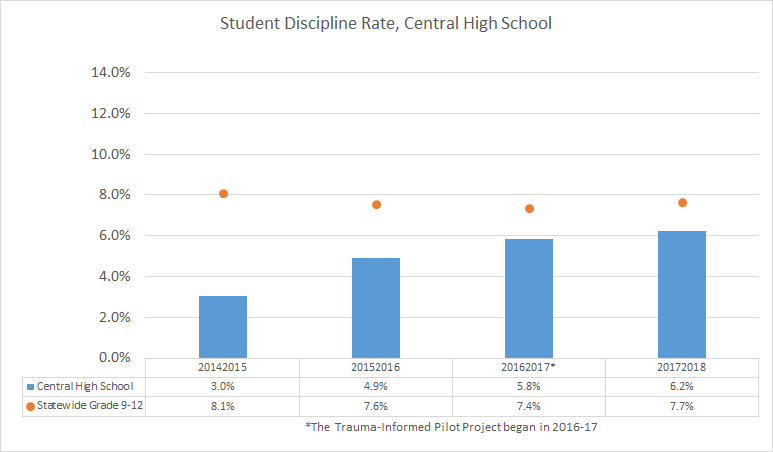 Student Discipline Rate, Central High School
14.0%
12.0%
10.0%
8.0%
6.0%
4.0%
2.0%
0.0%
20142015 20152016 20162017* 20172018
Central High School 3.0% 4.9% 5.8% 6.2%
Statewide Grade 9-12 8.1% 7.6% 7.4% 7.7%
*The Trauma-Informed Pilot Project began in 2016-17